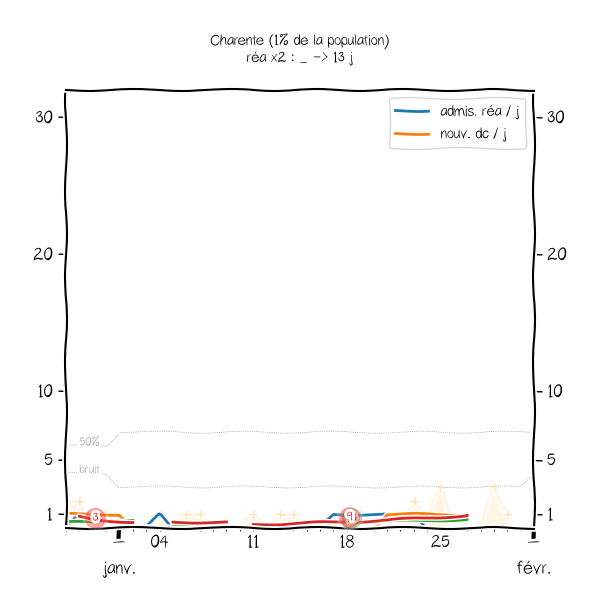 Charente (1% de la population)
réa x2 : _ -> 13 j
admis. réa / j
nouv. dc / j
30
30
20
20
10
10
50%
5
5
bruit
1
3
9
1
04
11
18
25
janv.
févr.